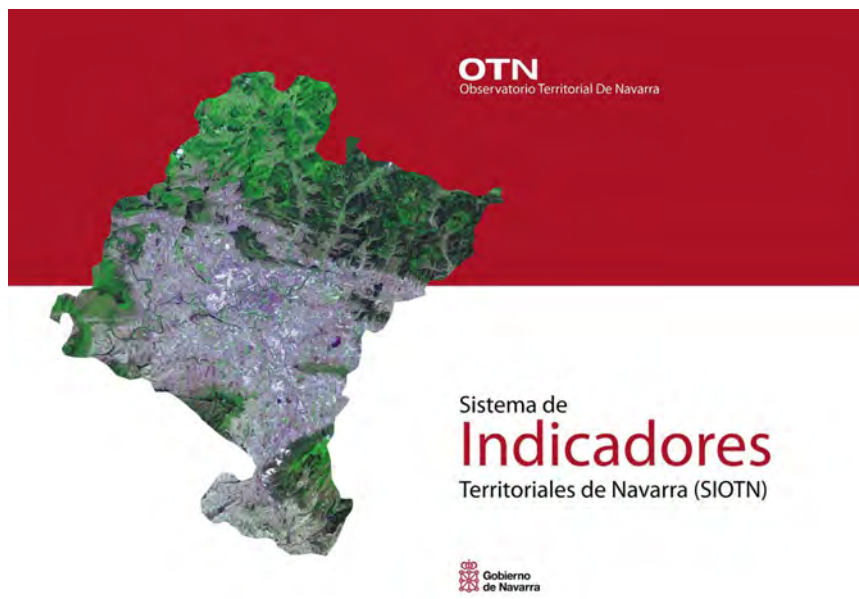 OTN
Observatorio Territorial De Navarra
Sistema de
Indicadores
Territoriales de Navarra (SIOTN)
Gobierno
de Navarra